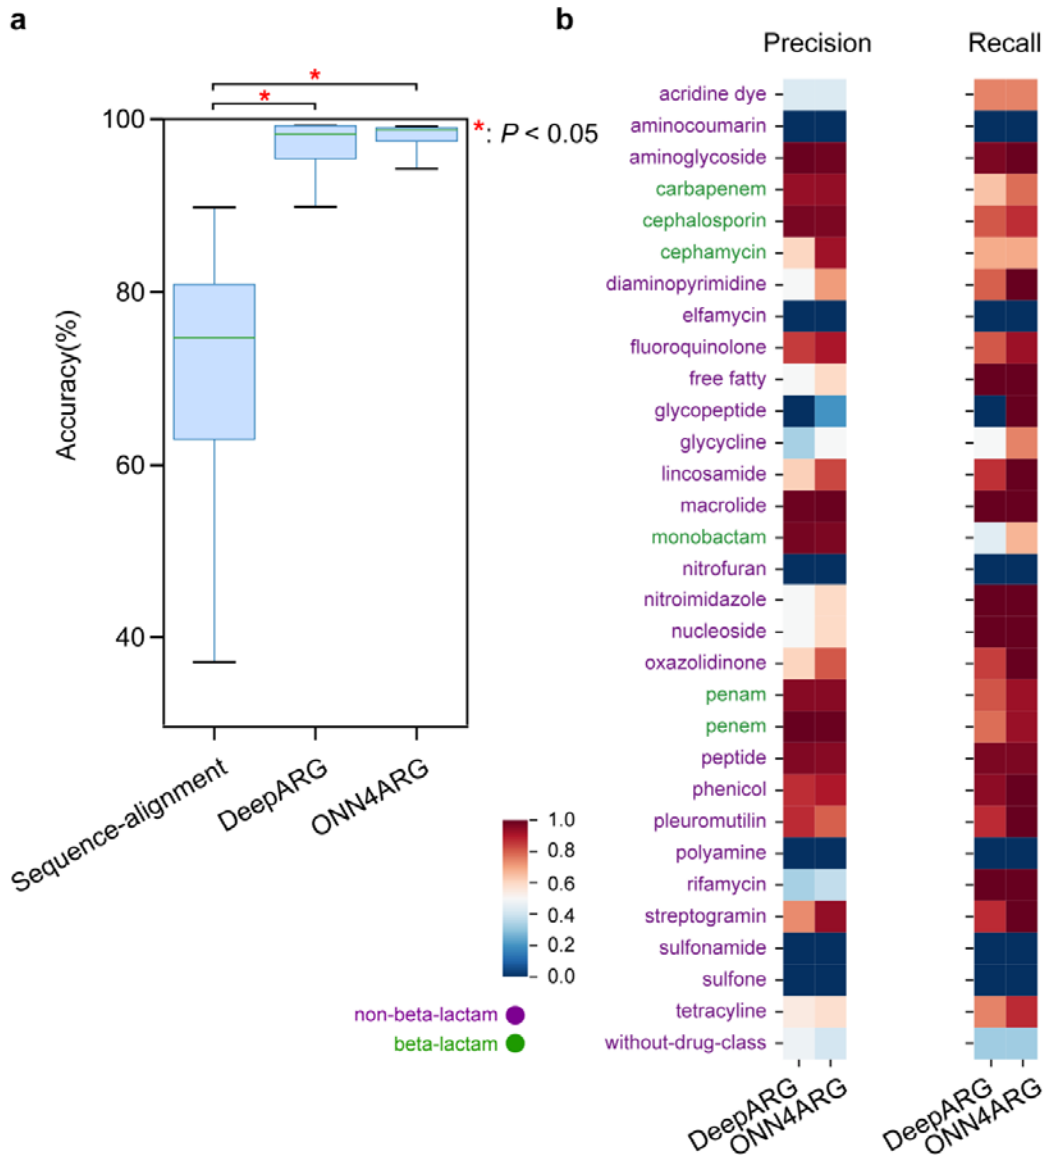 a
*
*
100
80
60
40
Accuracy(%)
*: P < 0.05
Sequence-alignment
DeepARG
ONN4ARG
b
Precision
Recall
acridine dye
aminocoumarin
aminoglycoside
carbapenem
cephalosporin
cephamycin
diaminopyrimidine
elfamycin
fluoroquinolone
free fatty
glycopeptide
glycycline
lincosamide
macrolide
monobactam
nitrofuran
nitroimidazole
nucleoside
oxazolidinone
penam
penem
peptide
phenicol
pleuromutilin
polyamine
rifamycin
streptogramin
sulfonamide
sulfone
tetracyline
without-drug-class
DeepARG
ONN4ARG
DeepARG
ONN4ARG
1.0
0.8
0.6
0.4
0.2
0.0
non-beta-lactam
beta-lactam